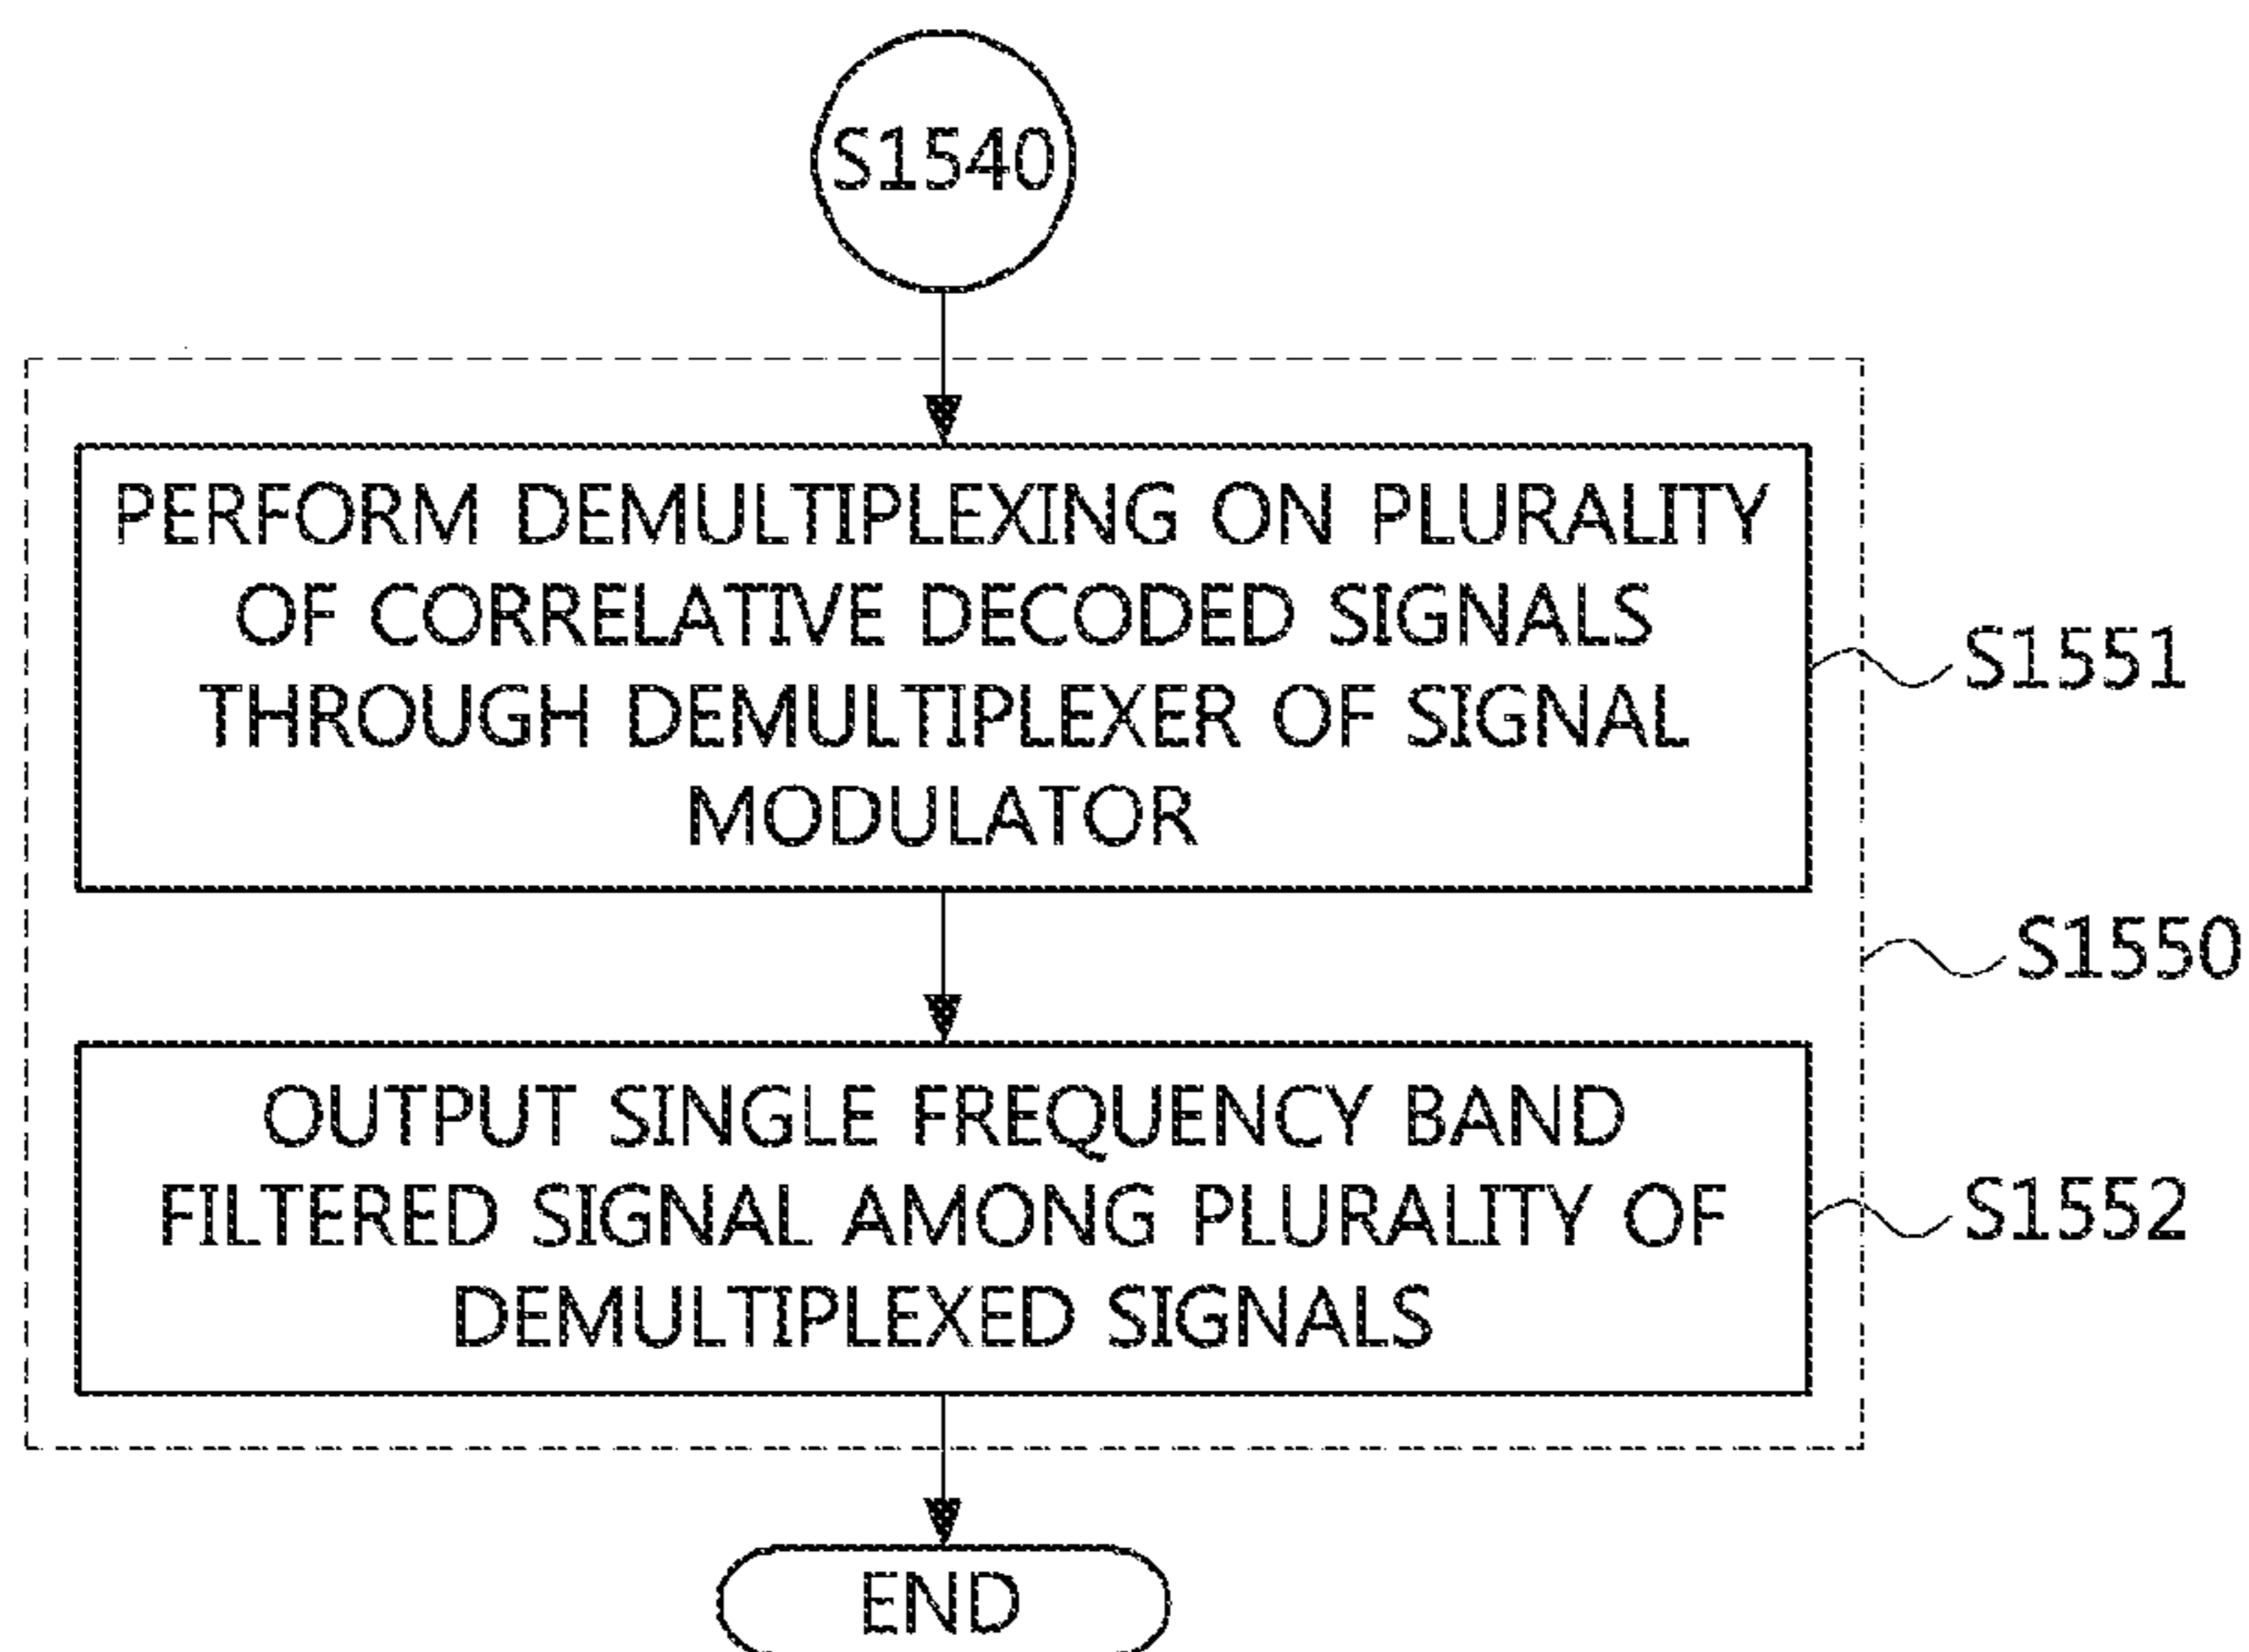 S1540
PERFORM DEMULTIPLEXING ON PLURALITY
OF CORRELATIVE DECODED SIGNALS
THROUGH DEMULTIPLEXER OF SIGNAL
MODULATOR
S1551
S1550
OUTPUT SINGLE FREQUENCY BAND
FILTERED SIGNAL AMONG PLURALITY OF
DEMULTIPLEXED SIGNALS
S1552
END